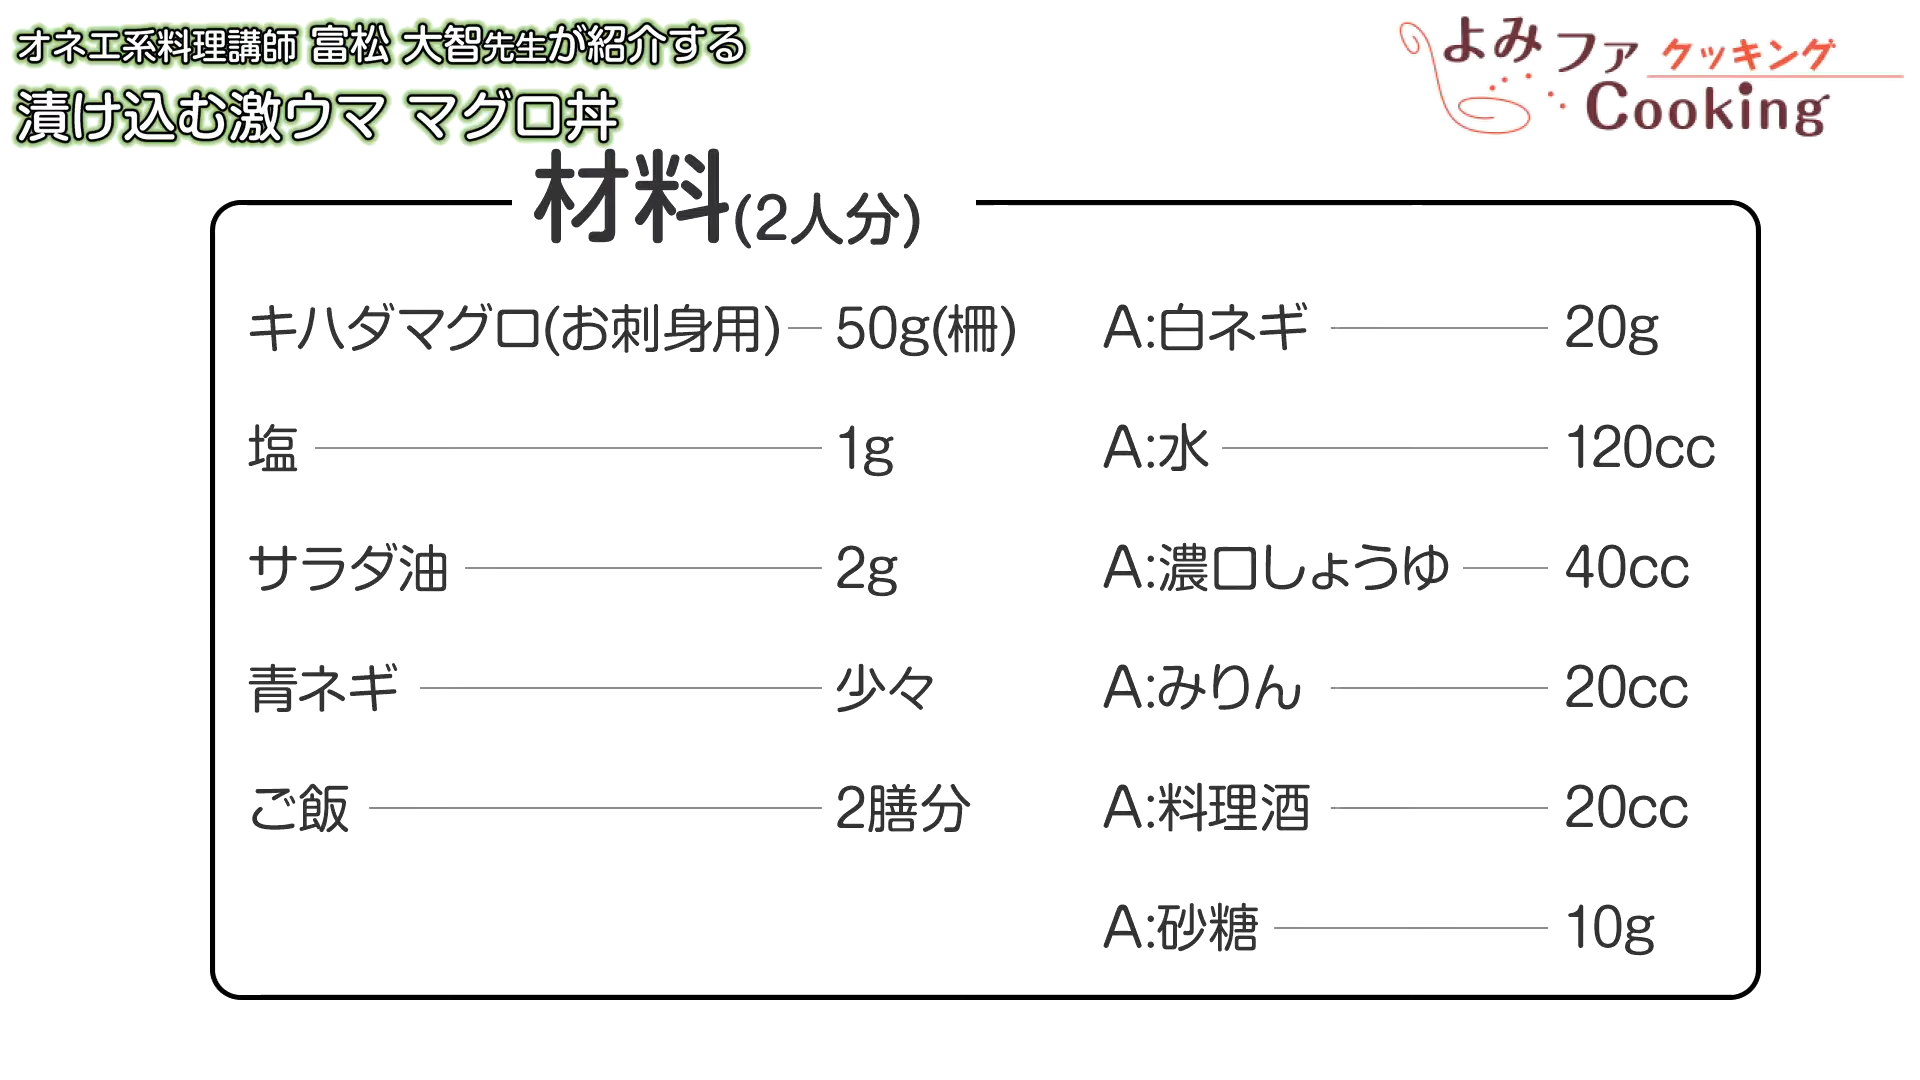 オネエ系料理講師 富松 大智先生が紹介する
漬け込む激ウマ マグロ丼
よみファ クッキング
Cooking
材料(2人分)
キハダマグロ(お刺身用) 50g(柵)
塩 1g
サラダ油 2g
青ネギ 少々
ご飯 2膳分
A:白ネギ 20g
A:水 120cc
A:濃口しょうゆ 40cc
A:みりん 20cc
A:料理酒 20cc
A:砂糖 10g